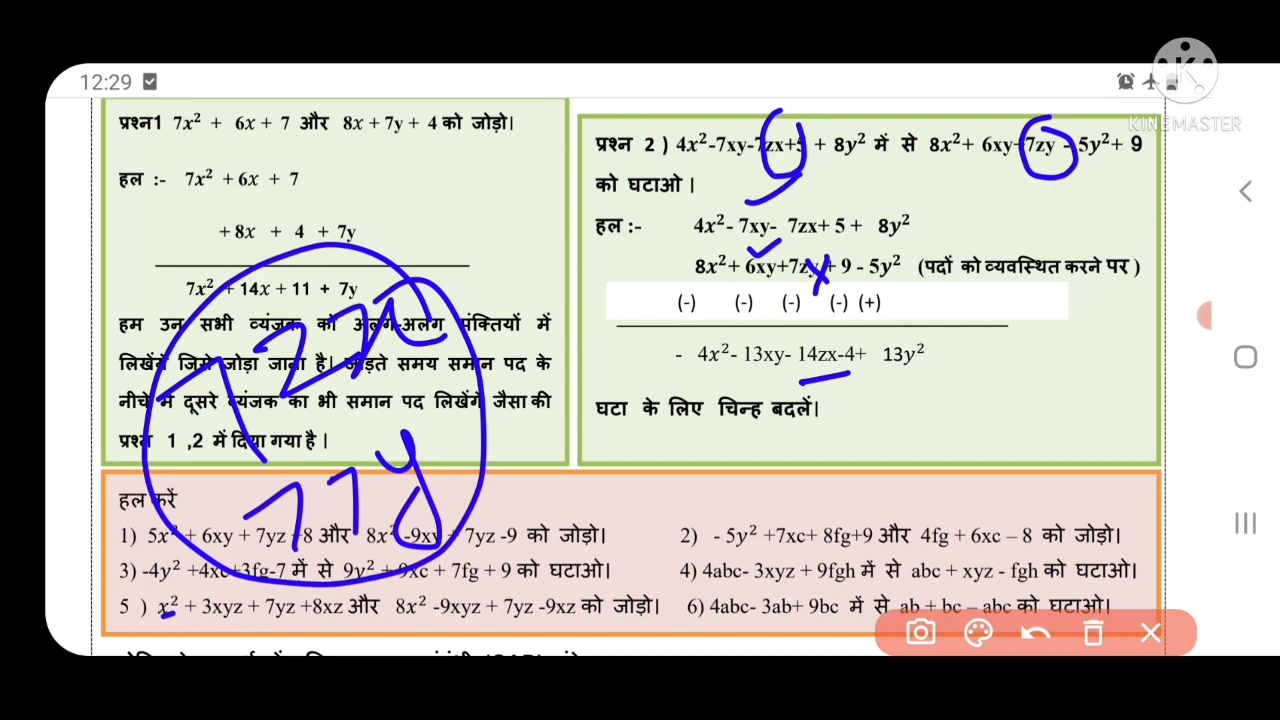 12:29
KINEMASTER
प्रश्न1 7x² + 6x + 7 और 8x + 7y + 4 को जोड़ो।
हल :- 7x² + 6x + 7
+ 8x + 4 + 7y
7x² + 14x + 11 + 7y
हम उन सभी व्यंजक को अलग-अलग पंक्तियों में
लिखेंगे जिसे जोड़ा जाना है। जोड़ते समय समान पद के
नीचे में दूसरे व्यंजक का भी समान पद लिखेंगे जैसा की
प्रश्न 1 ,2 में दिया गया है |
प्रश्न 2 ) 4x²-7xy-7zx+5 + 8y² में से 8x²+ 6xy+7zy - 5y²+ 9
को घटाओ |
हल :- 4x²- 7xy- 7zx+ 5 + 8y²
8x²+ 6xy+7zy + 9 - 5y² (पदों को व्यवस्थित करने पर )
(-) (-) (-) (-) (+)
- 4x²- 13xy- 14zx-4+ 13y²
घटा के लिए चिन्ह बदलें।
हल करें
1) 5x² + 6xy + 7yz +8 और 8x² -9xy + 7yz -9 को जोड़ो।
2) - 5y² +7xc+ 8fg+9 और 4fg + 6xc – 8 को जोड़ो।
3) -4y² +4xc+3fg-7 में से 9y² + 9xc + 7fg + 9 को घटाओ।
4) 4abc- 3xyz + 9fgh में से abc + xyz - fgh को घटाओ।
5 ) x² + 3xyz + 7yz +8xz और 8x² -9xyz + 7yz -9xz को जोड़ो।
6) 4abc- 3ab+ 9bc में से ab + bc – abc को घटाओ।